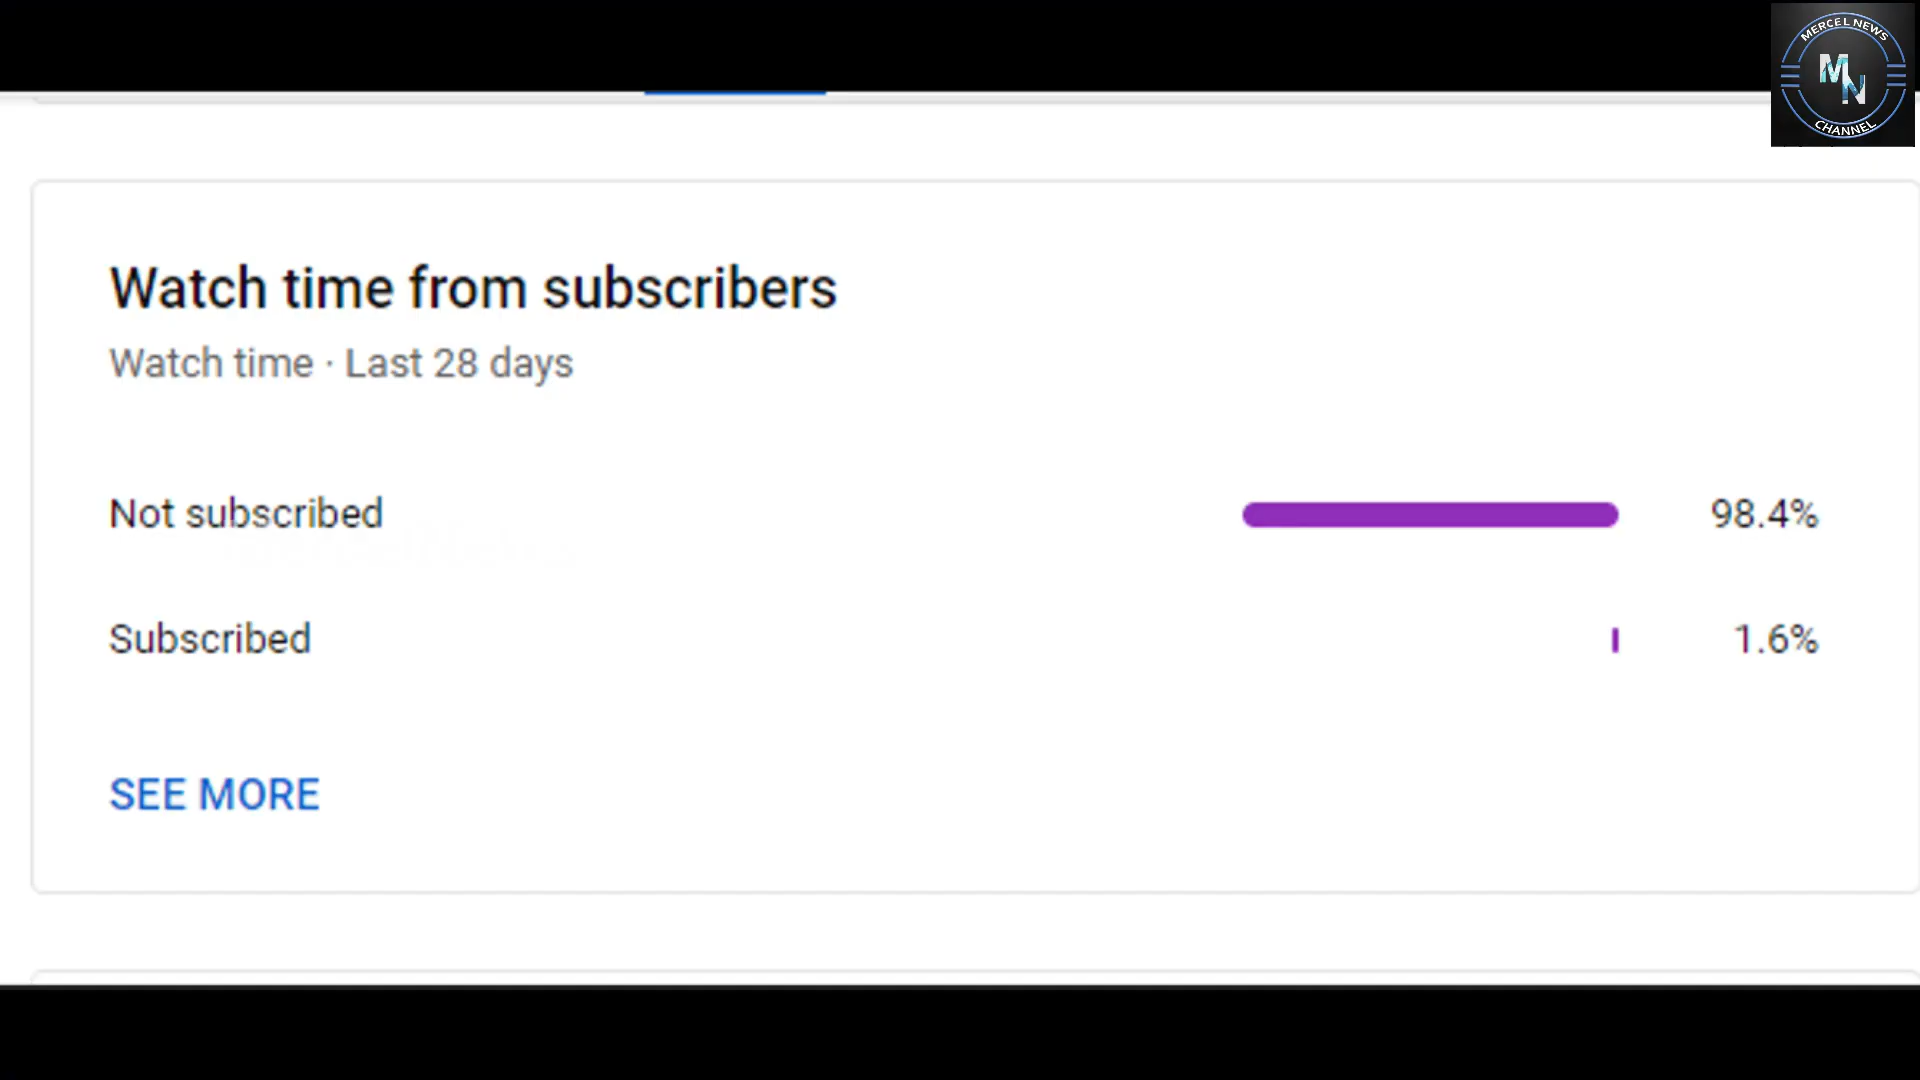 MERCEL NEWS
MN
CHANNEL
Watch time from subscribers
Watch time · Last 28 days
Not subscribed
98.4%
Subscribed
1.6%
SEE MORE